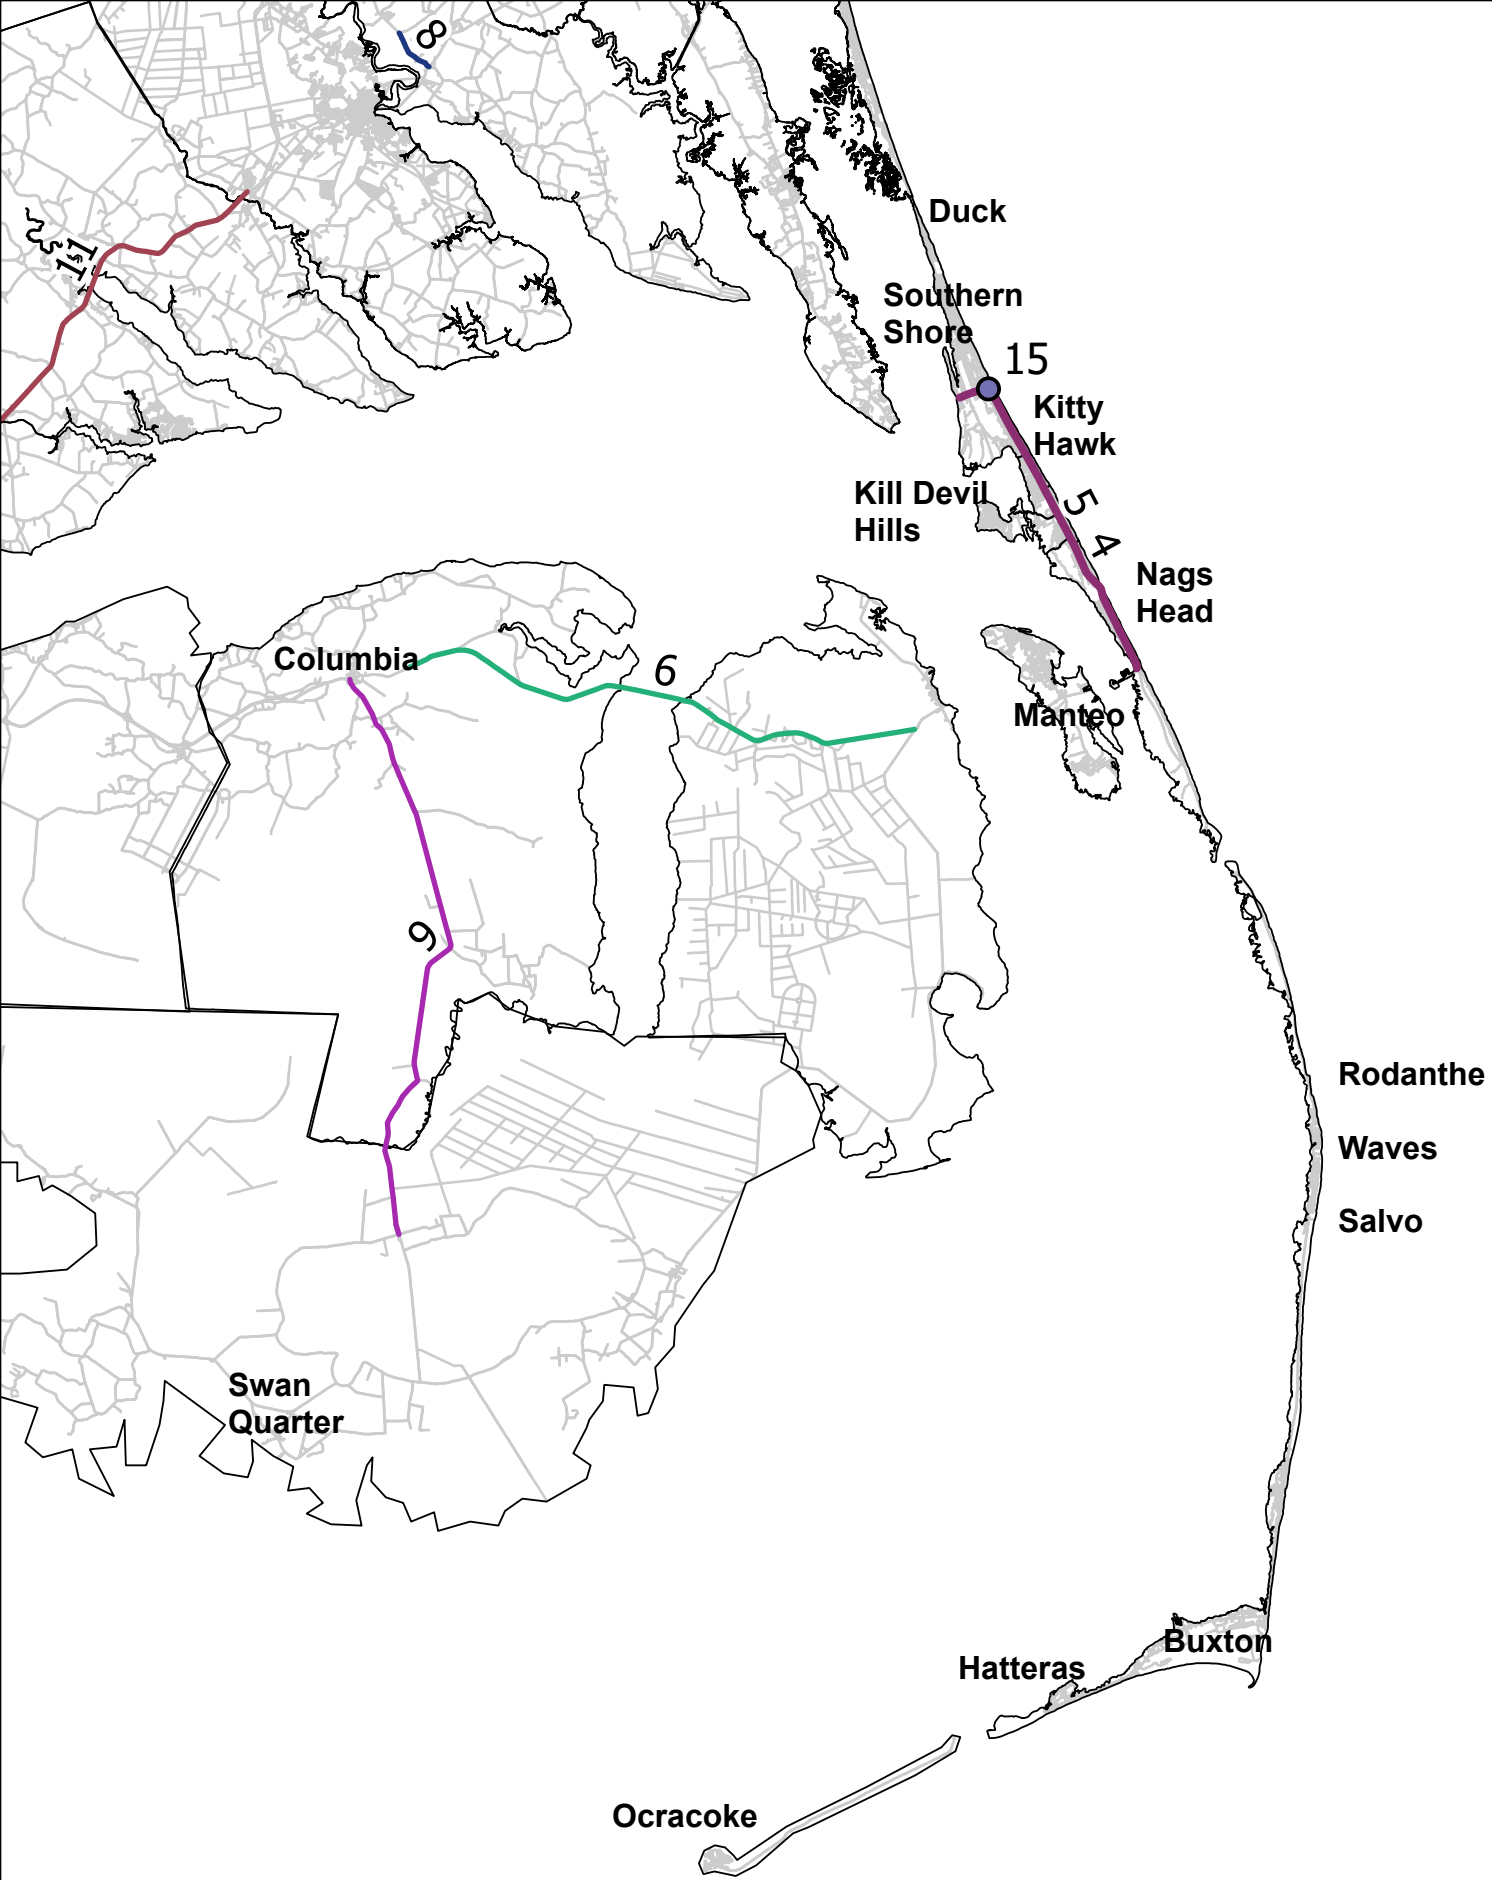 8
Duck
11
Southern
Shore
15
Kitty
Hawk
Kill Devil
Hills
5
4
Nags
Head
Columbia
6
Manteo
9
Rodanthe
Waves
Salvo
Swan
Quarter
Buxton
Hatteras
Ocracoke